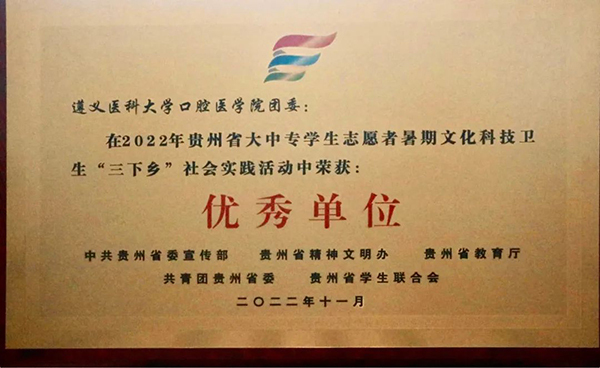 遵义医科大学口腔医学院团委：
在2022年贵州省大中专学生志愿者暑期文化科技卫
生“三下乡”社会实践活动中荣获：
优秀单位
中共贵州省委宣传部 贵州省精神文明办 贵州省教育厅
共青团贵州省委 贵州省学生联合会
二〇二二年十一月